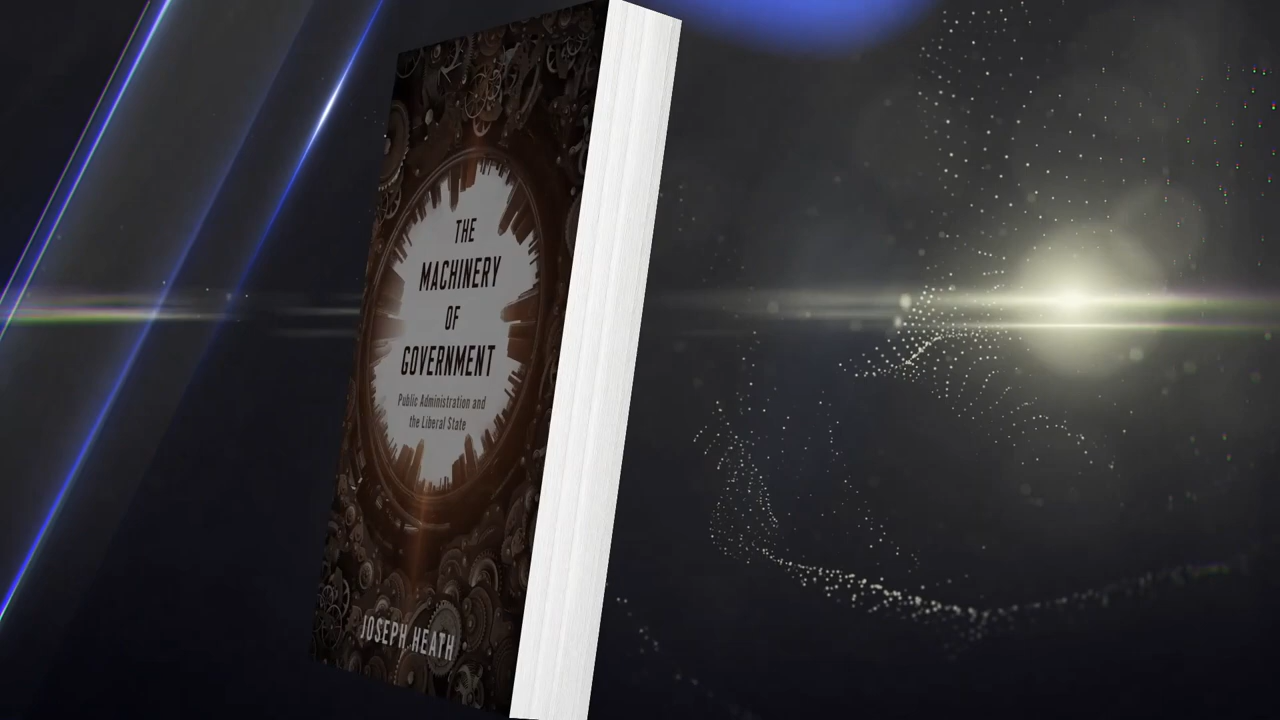 THE
MACHINERY
OF
GOVERNMENT
Public Administration and
the Liberal State
JOSEPH HEATH